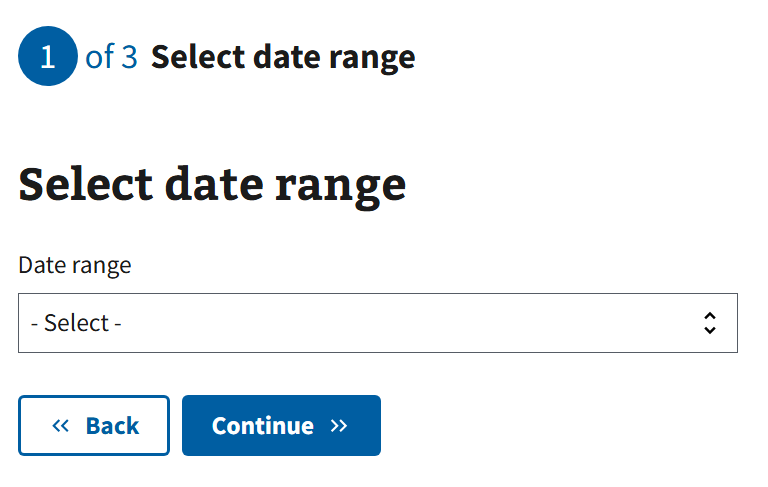 1 of 3 Select date range
Select date range
Date range
- Select -
Back
Continue